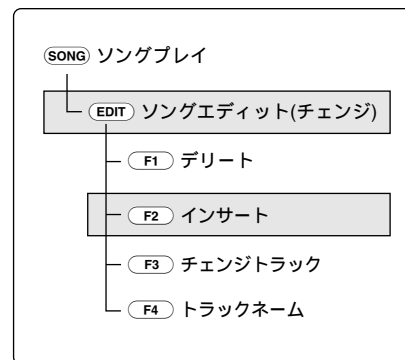 SONG ソングプレイ
EDIT ソングエディット(チェンジ)
F1 デリート
F2 インサート
F3 チェンジトラック
F4 トラックネーム